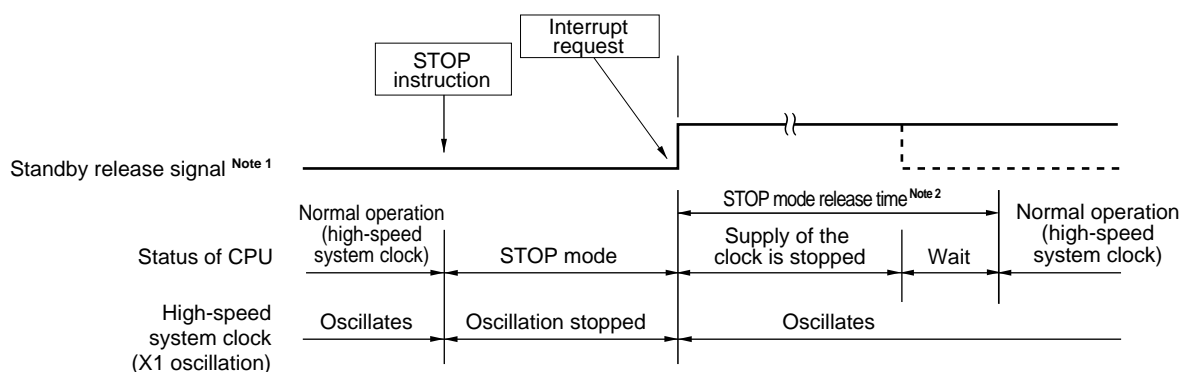 Interrupt
request
STOP
instruction
Standby release signal Note 1
STOP mode release time Note 2
Status of CPU
Normal operation
(high-speed
system clock)
STOP mode
Supply of the
clock is stopped
Wait
Normal operation
(high-speed
system clock)
High-speed
system clock
(X1 oscillation)
Oscillates
Oscillation stopped
Oscillates